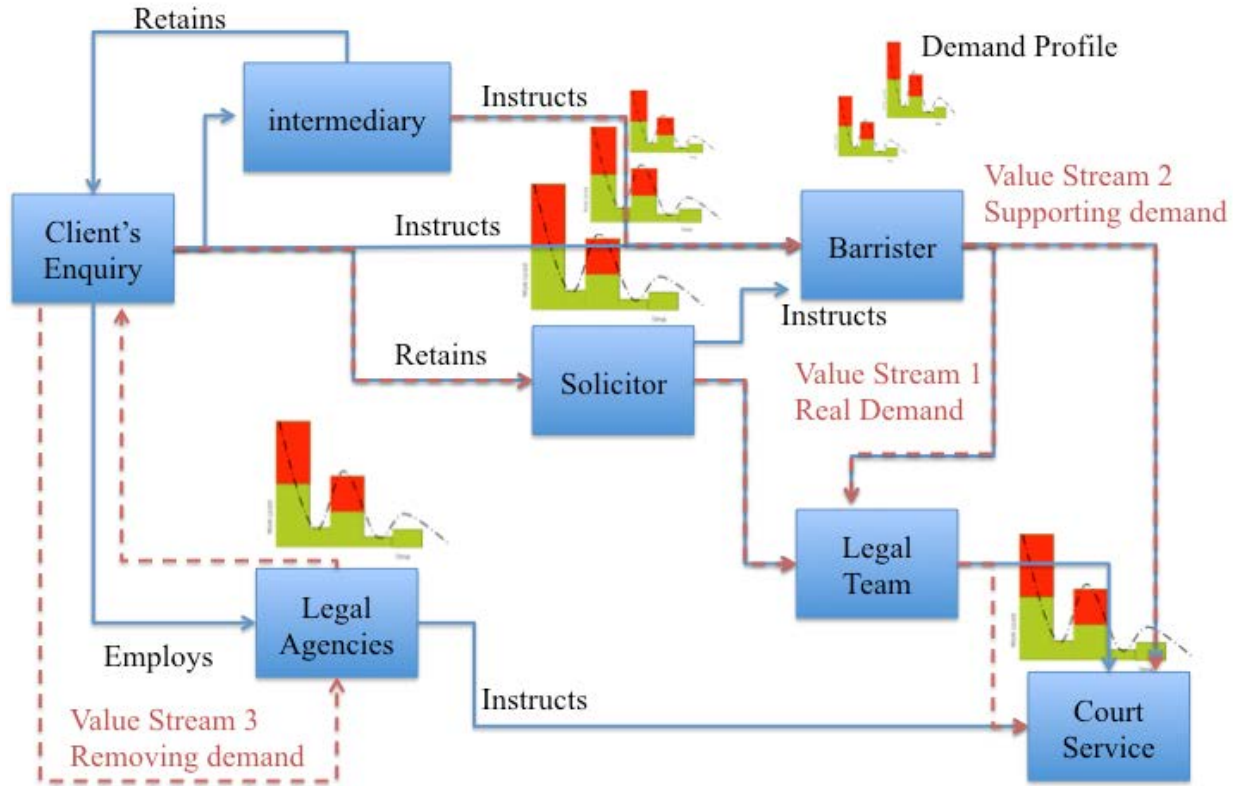 Retains
Demand Profile
intermediary
Instructs
Value Stream 2
Supporting demand
Client's
Enquiry
Instructs
Barrister
Instructs
Retains
Solicitor
Value Stream 1
Real Demand
Legal
Team
Legal
Agencies
Employs
Instructs
Value Stream 3
Removing demand
Court
Service